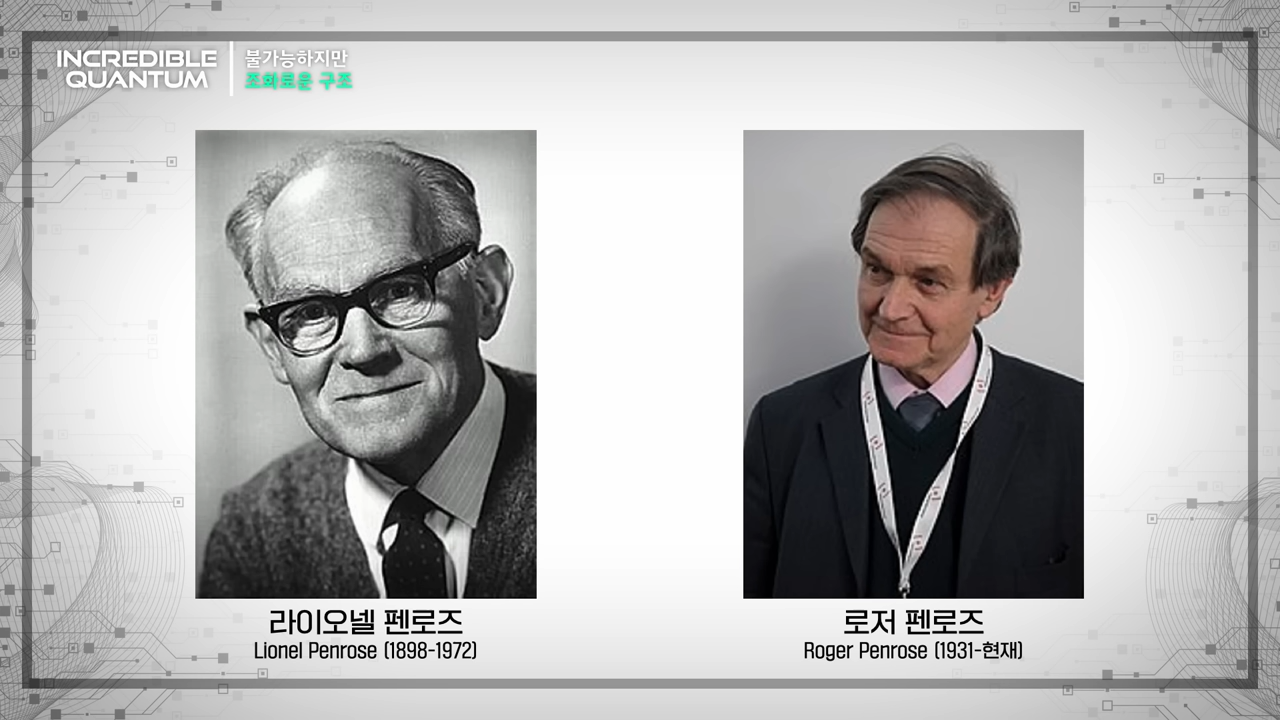 INCREDIBLE
QUANTUM
불가능하지만
조화로운 구조
라이오넬 펜로즈
Lionel Penrose (1898-1972)
로저 펜로즈
Roger Penrose (1931-현재)